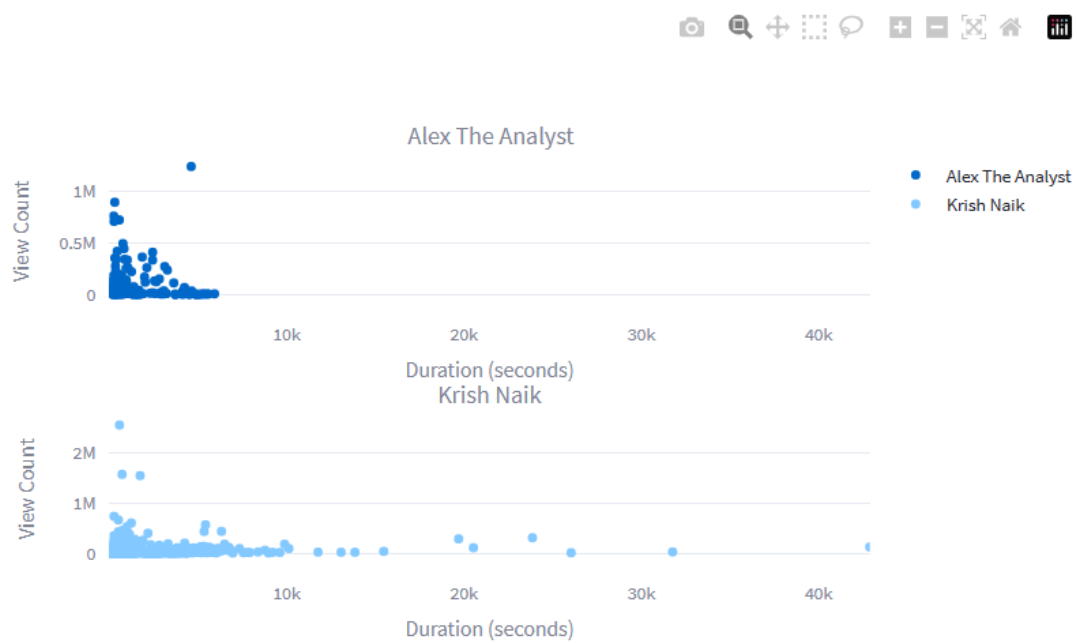 Alex The Analyst
Alex The Analyst
Krish Naik
View Count
1M
0.5M
0
10k 20k 30k 40k
Duration (seconds)
Krish Naik
View Count
2M
1M
0
10k 20k 30k 40k
Duration (seconds)